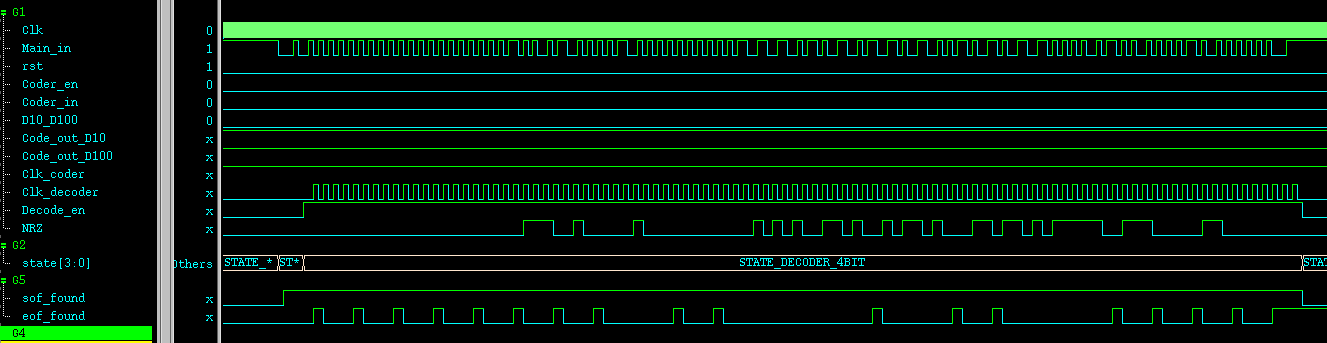 G1
Clk 0
Main_in 1
rst 1
Coder_en 0
Coder_in 0
D10_D100 0
Code_out_D10 x
Code_out_D100 x
Clk_coder x
Clk_decoder x
Decode_en x
NRZ x
G2
state[3:0] Others STATE_* ST* STATE_DECODER_4BIT STAT
G5
sof_found x
eof_found x
G4